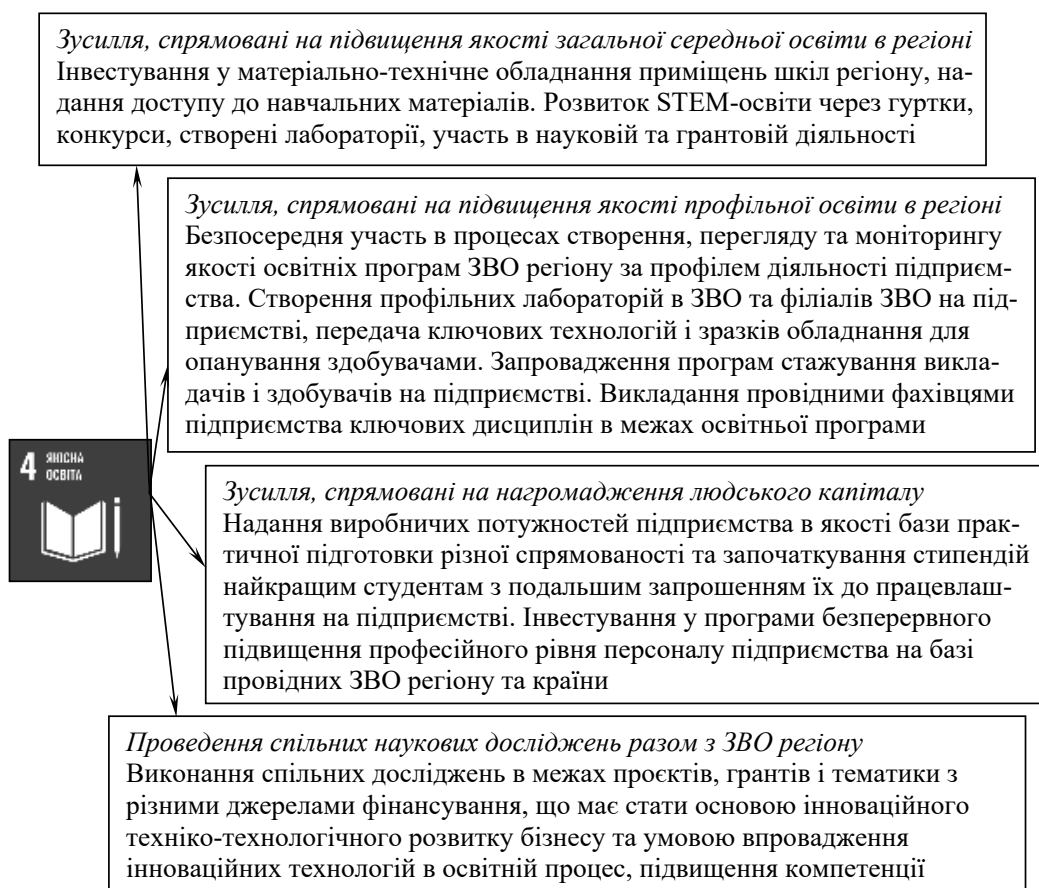 Зусилля, спрямовані на підвищення якості загальної середньої освіти в регіоні
Інвестування у матеріально-технічне обладнання приміщень шкіл регіону, на-
дання доступу до навчальних матеріалів. Розвиток STEM-освіти через гуртки,
конкурси, створені лабораторії, участь в науковій та грантовій діяльності
Зусилля, спрямовані на підвищення якості профільної освіти в регіоні
Безпосередня участь в процесах створення, перегляду та моніторингу
якості освітніх програм ЗВО регіону за профілем діяльності підприєм-
ства. Створення профільних лабораторій в ЗВО та філіалів ЗВО на під-
приємстві, передача ключових технологій і зразків обладнання для
опанування здобувачами. Запровадження програм стажування викла-
дачів і здобувачів на підприємстві. Викладання провідними фахівцями
підприємства ключових дисциплін в межах освітньої програми
4 ЯКІСНА
ОСВІТА
Зусилля, спрямовані на нагромадження людського капіталу
Надання виробничих потужностей підприємства в якості бази прак-
тичної підготовки різної спрямованості та започаткування стипендій
найкращим студентам з подальшим запрошенням їх до працевлаш-
тування на підприємстві. Інвестування у програми безперервного
підвищення професійного рівня персоналу підприємства на базі
провідних ЗВО регіону та країни
Проведення спільних наукових досліджень разом з ЗВО регіону
Виконання спільних досліджень в межах проєктів, грантів і тематики з
різними джерелами фінансування, що має стати основою інноваційного
техніко-технологічного розвитку бізнесу та умовою впровадження
інноваційних технологій в освітній процес, підвищення компетенції